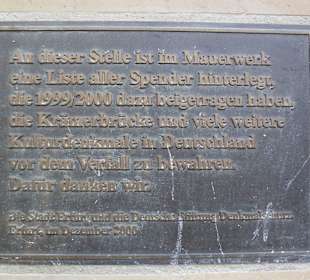 An dieser Stelle ist im Mauerwerk
eine Liste aller Spender hinterlegt,
die 1999/2000 dazu beigetragen haben,
die Krämerbrücke und viele weitere
Kulturdenkmale in Deutschland
vor dem Verfall zu bewahren.
Dafür danken wir
die Stadt Erfurt und die Deutsche Stiftung Denkmalschutz
Erfurt, im Dezember 2000